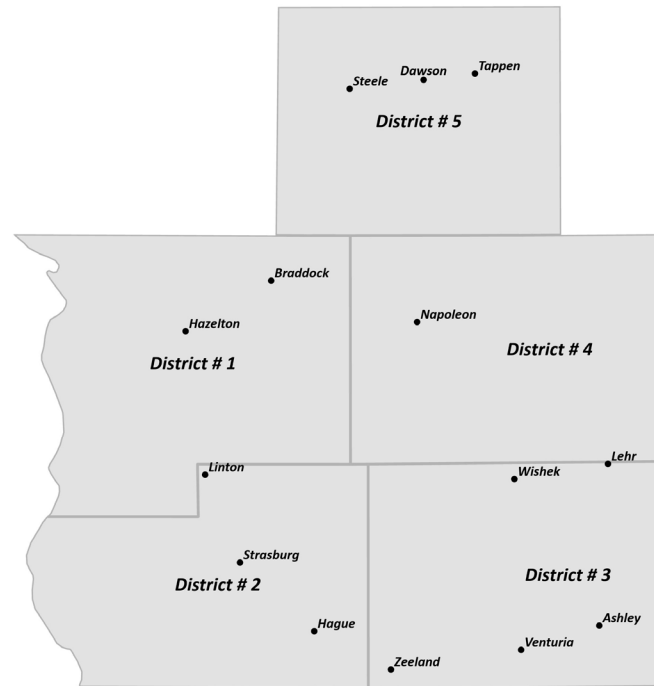 Tappen
Dawson
Steele
District # 5
Braddock
Napoleon
Hazelton
District # 4
District # 1
Lehr
Linton
Wishek
Strasburg
District # 3
District # 2
Ashley
Hague
Venturia
Zeeland